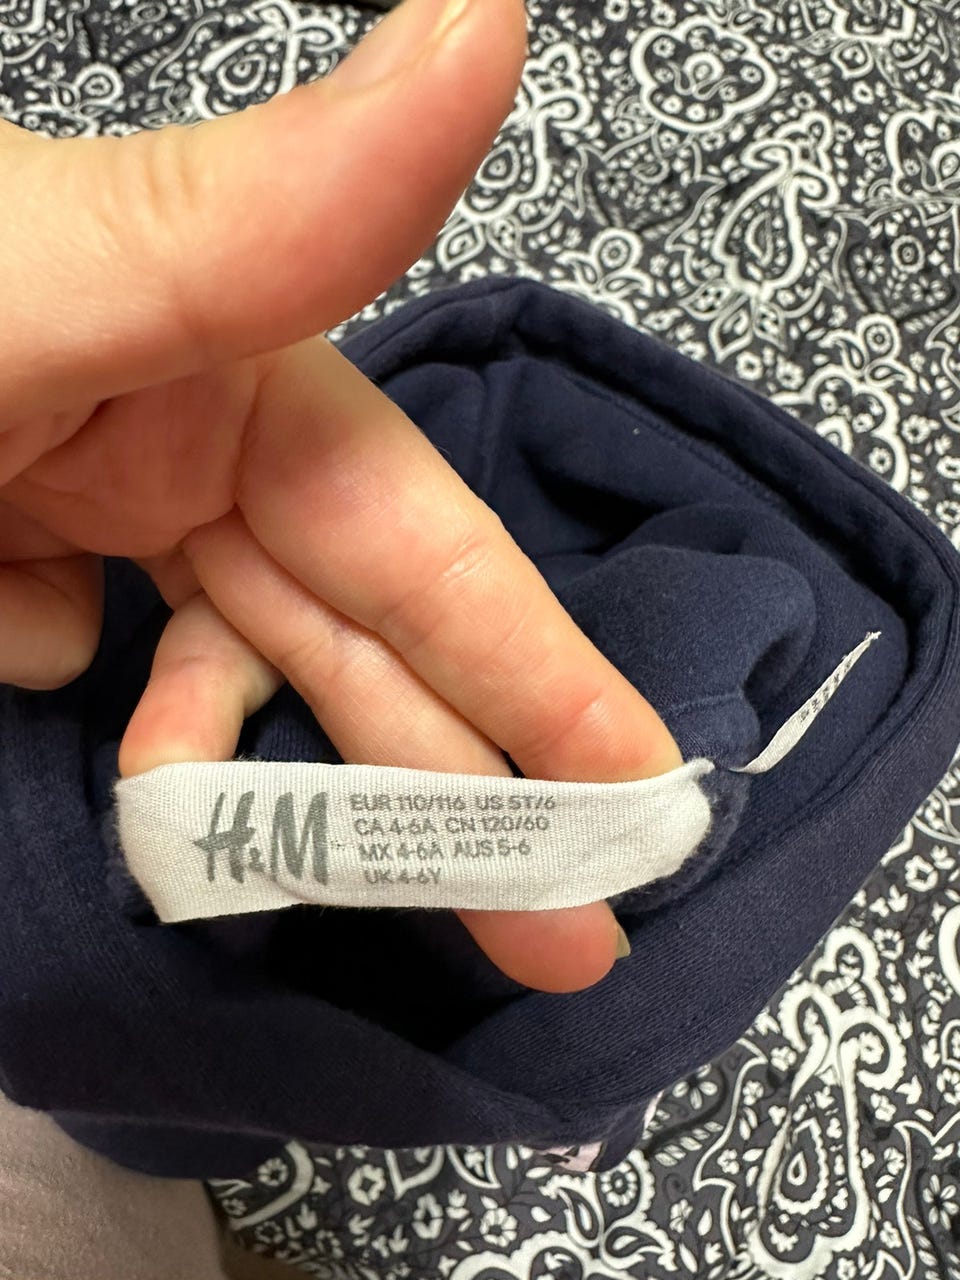 H&M
EUR 110/116 US 5T/6
CA 4-6A CN 120/60
MX 4-6A AUS 5-6
UK 4-6Y